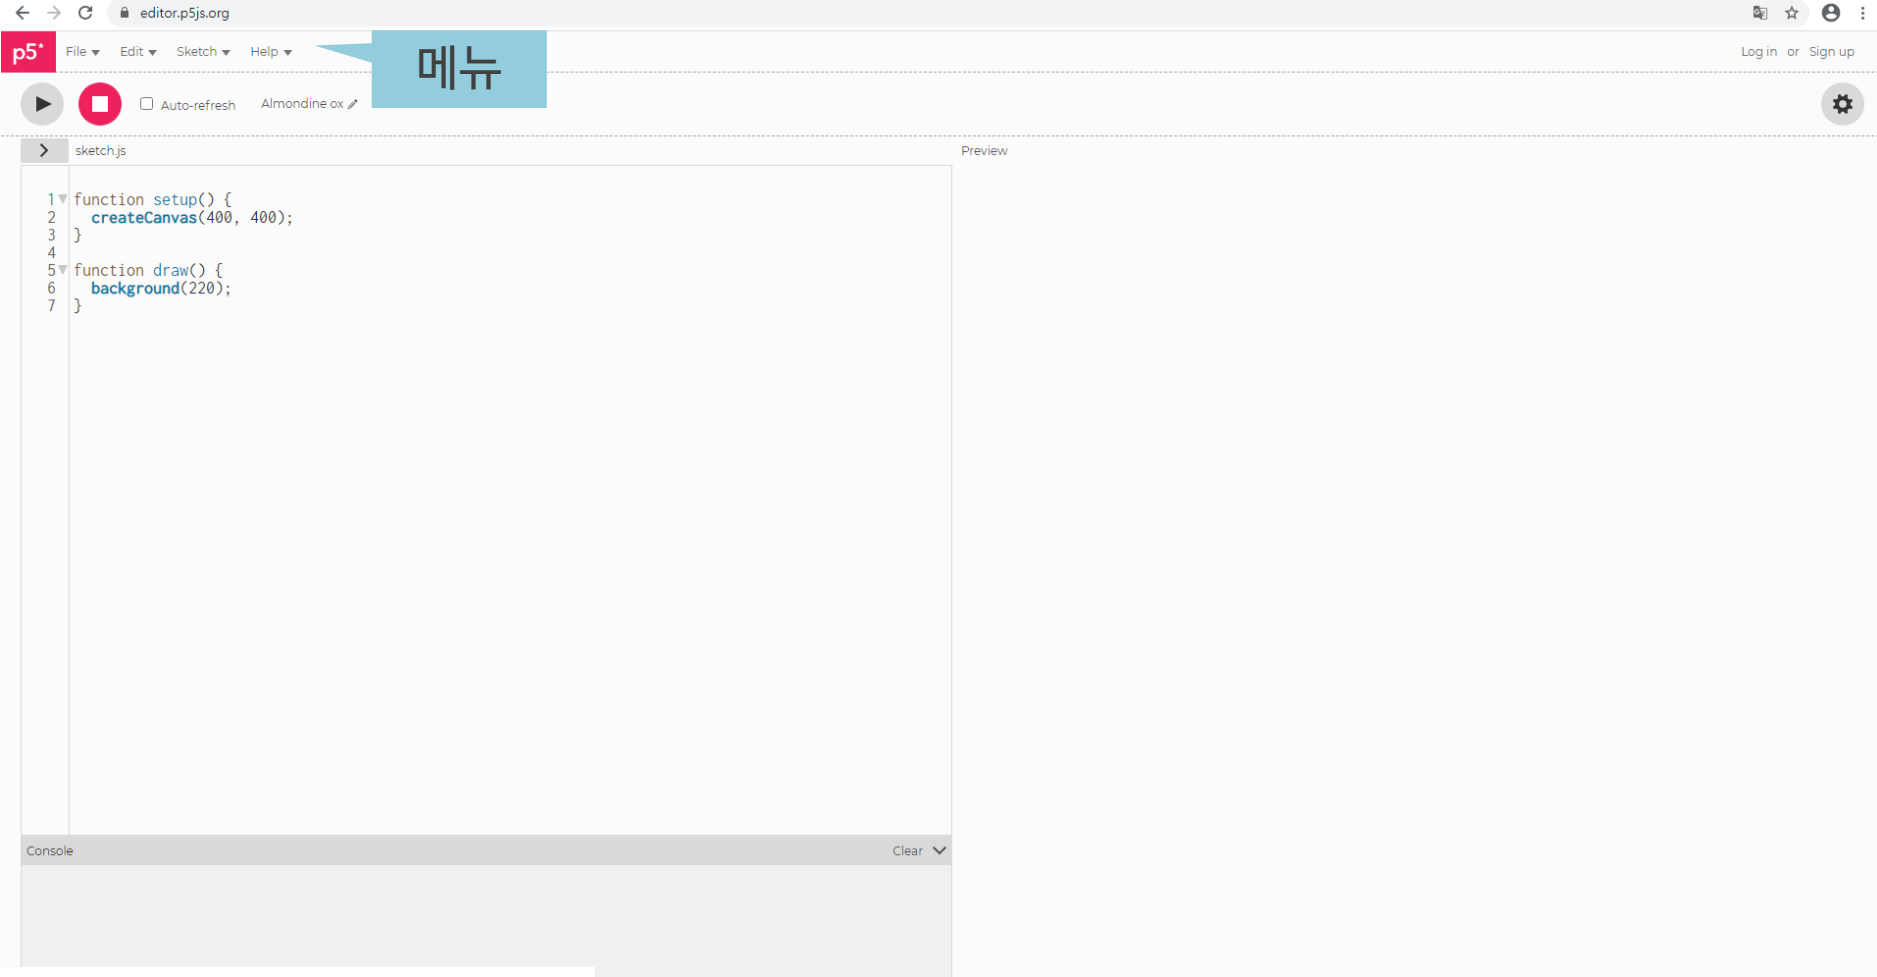 editor.p5js.org
p5* File Edit Sketch Help 메뉴 Log in or Sign up
Auto-refresh Almondine ox
sketch.js Preview
1 function setup() {
2 createCanvas(400, 400);
3 }
4
5 function draw() {
6 background(220);
7 }
Console Clear